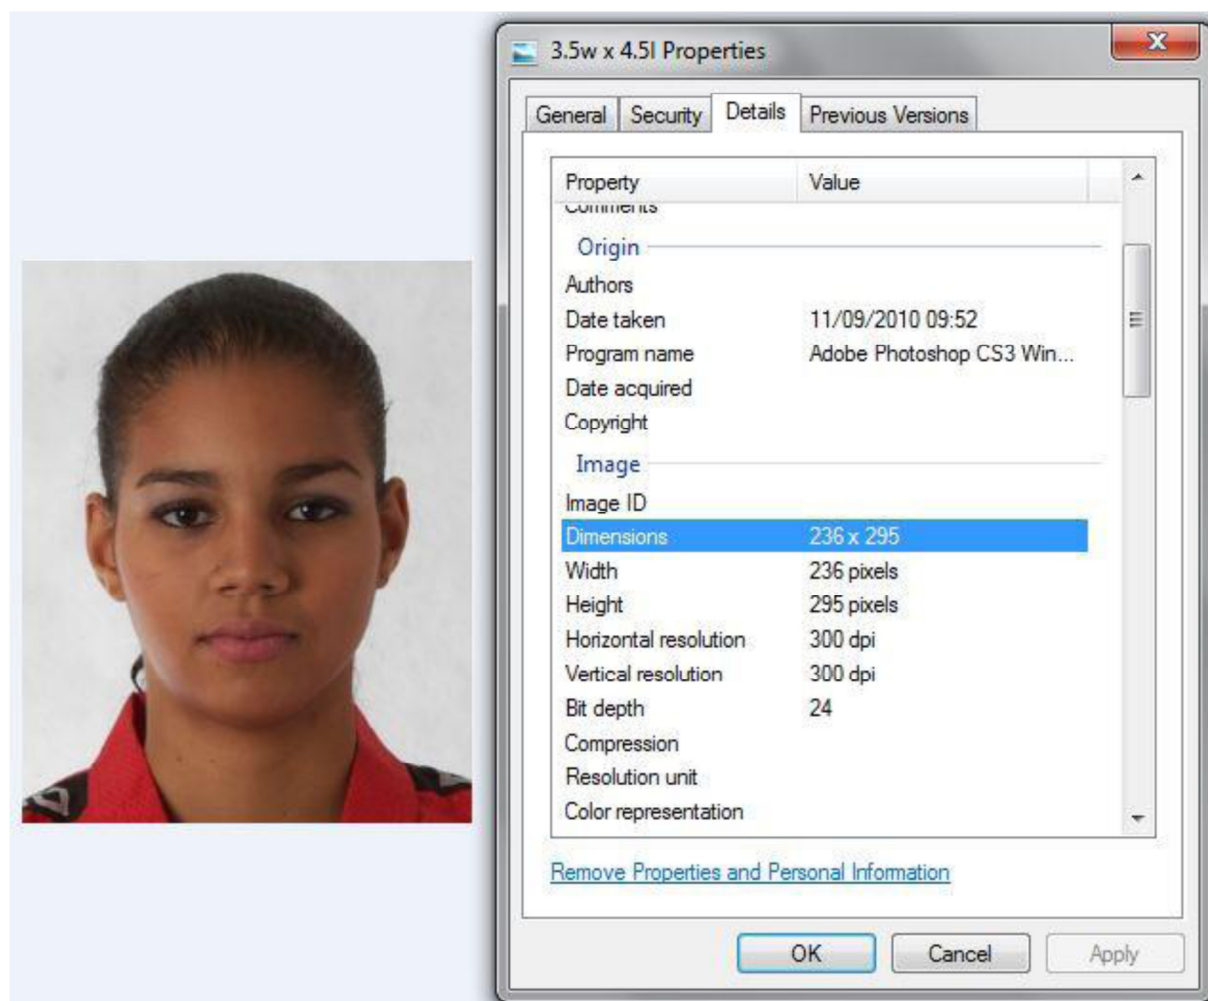 3.5w x 4.5l Properties
General Security Details Previous Versions
Property Value
Comments
Origin
Authors
Date taken 11/09/2010 09:52
Program name Adobe Photoshop CS3 Win...
Date acquired
Copyright
Image
Image ID
Dimensions 236 x 295
Width 236 pixels
Height 295 pixels
Horizontal resolution 300 dpi
Vertical resolution 300 dpi
Bit depth 24
Compression
Resolution unit
Color representation
Remove Properties and Personal Information
OK Cancel Apply